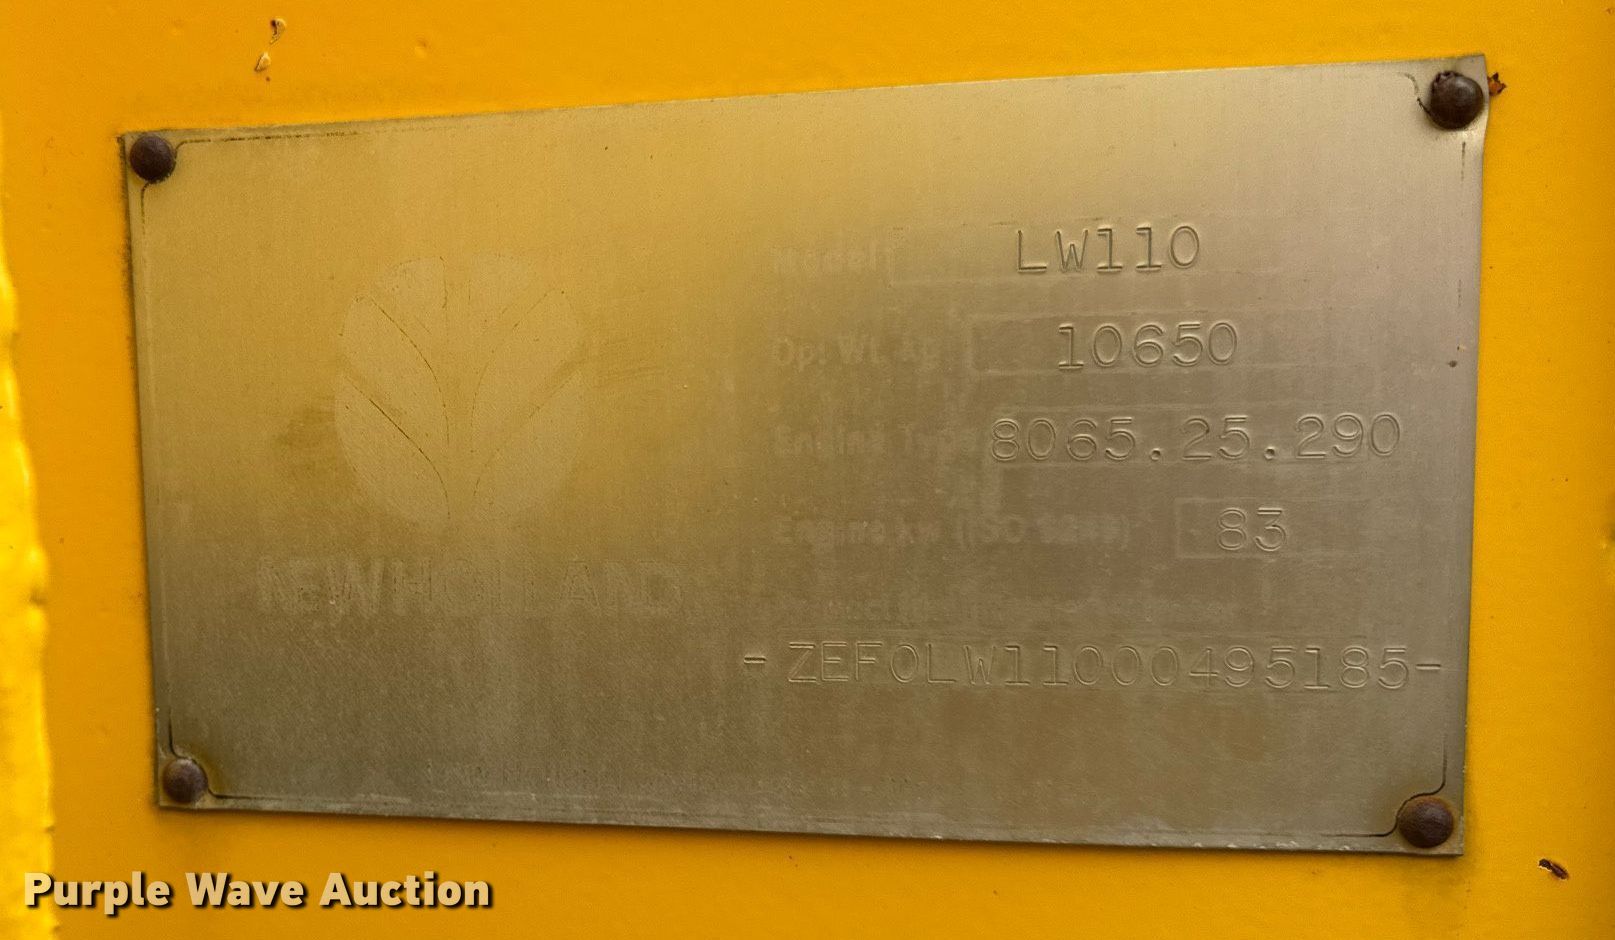 Model LW110
Opt Wt. kg 10650
Engine Type 8065.25.290
Engine kw (ISO 9249) 83
NEW HOLLAND
-ZEF0LW11000495185-
Purple Wave Auction